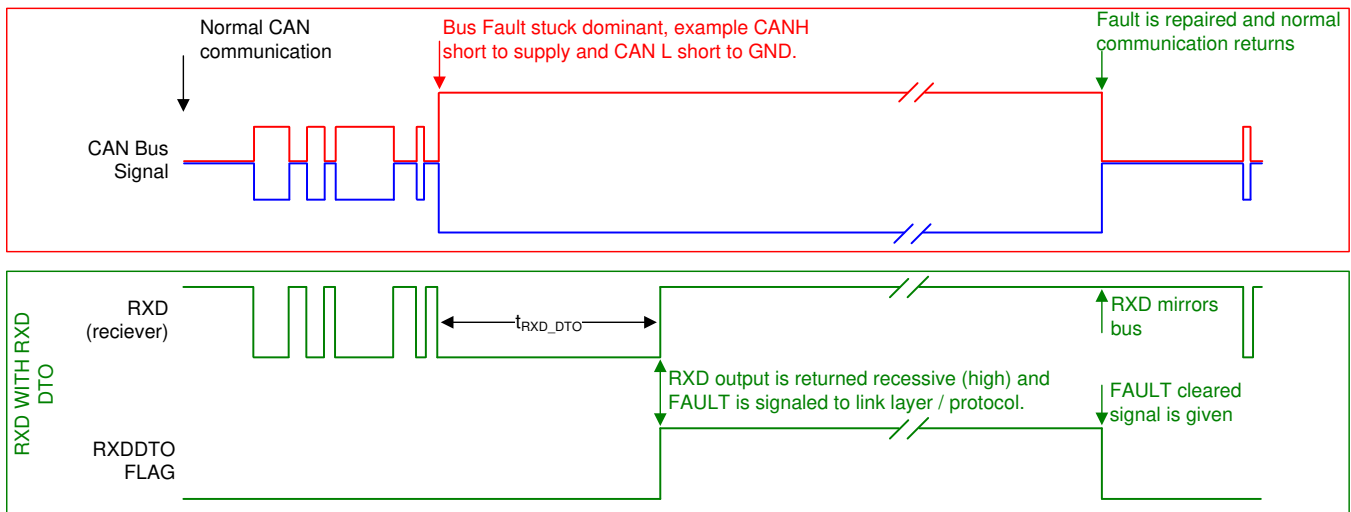 Normal CAN
communication
Bus Fault stuck dominant, example CANH
short to supply and CAN L short to GND.
Fault is repaired and normal
communication returns
CAN Bus
Signal
RXD WITH RXD
DTO
RXD
(reciever)
tRXD_DTO
RXD mirrors
bus
RXD output is returned recessive (high) and
FAULT is signaled to link layer / protocol.
FAULT cleared
signal is given
RXDDTO
FLAG